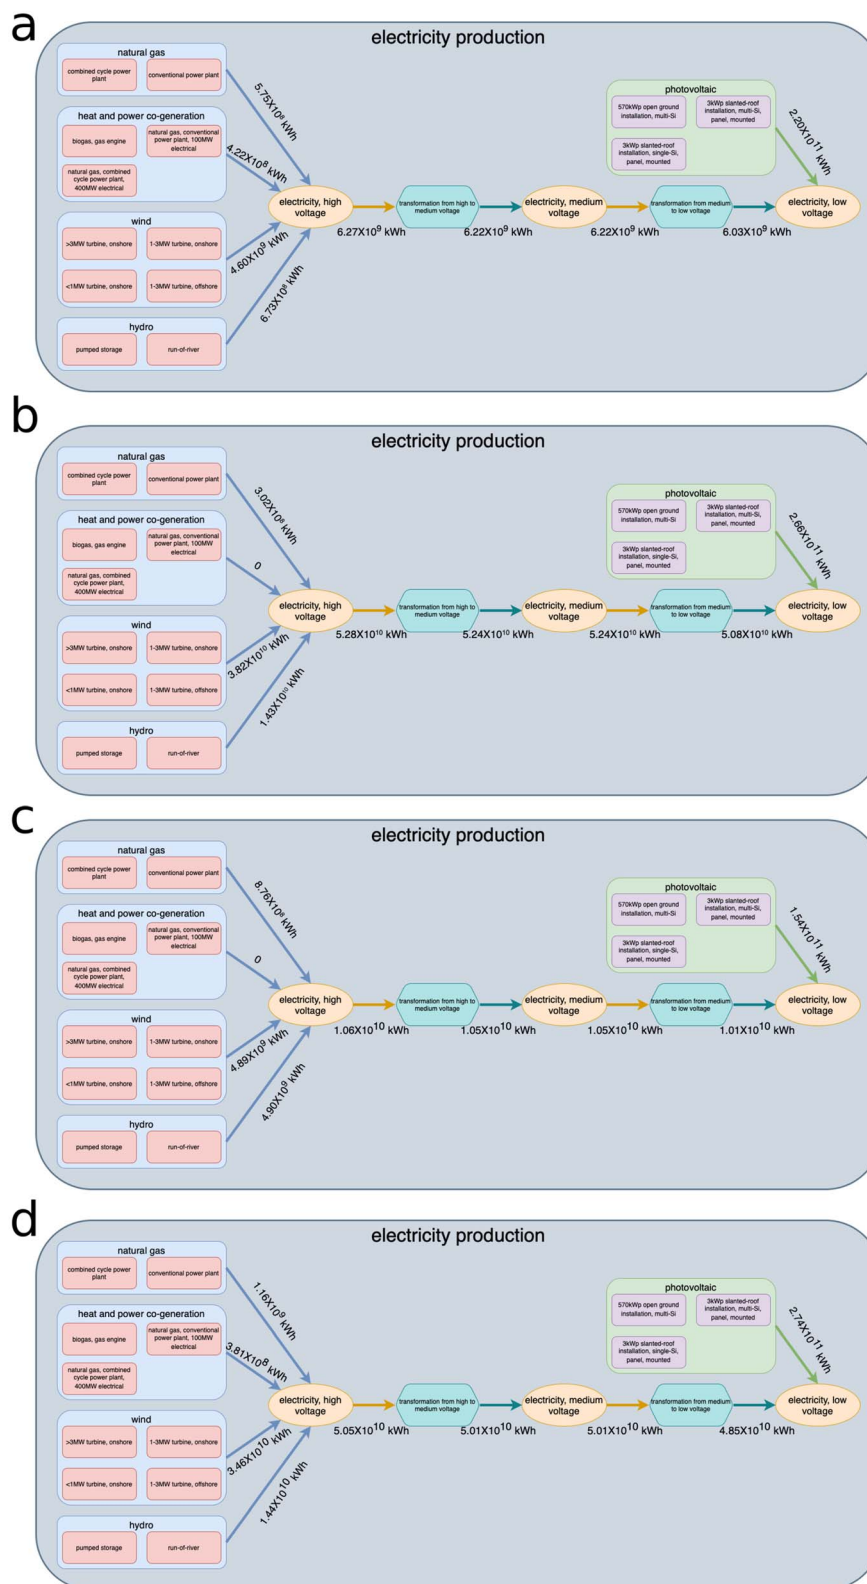 a
electricity production
natural gas
combined cycle power
plant
conventional power plant
heat and power co-generation
biogas, gas engine
natural gas, conventional
power plant, 100MW
electrical
natural gas, combined
cycle power plant,
400MW electrical
wind
>3MW turbine, onshore
1-3MW turbine, onshore
<1MW turbine, onshore
1-3MW turbine, offshore
hydro
pumped storage
run-of-river
5.75X10⁸ kWh
4.22X10⁸ kWh
4.60X10⁹ kWh
6.73X10⁸ kWh
electricity, high
voltage
6.27X10⁹ kWh
transformation from high to
medium voltage
6.22X10⁹ kWh
electricity, medium
voltage
6.22X10⁹ kWh
transformation from medium
to low voltage
6.03X10⁹ kWh
photovoltaic
570kWp open ground
installation, multi-Si
3kWp slanted-roof
installation, multi-Si,
panel, mounted
3kWp slanted-roof
installation, single-Si,
panel, mounted
2.20X10¹¹ kWh
electricity, low
voltage
b
electricity production
natural gas
combined cycle power
plant
conventional power plant
heat and power co-generation
biogas, gas engine
natural gas, conventional
power plant, 100MW
electrical
natural gas, combined
cycle power plant,
400MW electrical
wind
>3MW turbine, onshore
1-3MW turbine, onshore
<1MW turbine, onshore
1-3MW turbine, offshore
hydro
pumped storage
run-of-river
3.02X10⁸ kWh
0
3.82X10¹⁰ kWh
1.43X10¹⁰ kWh
electricity, high
voltage
5.28X10¹⁰ kWh
transformation from high to
medium voltage
5.24X10¹⁰ kWh
electricity, medium
voltage
5.24X10¹⁰ kWh
transformation from medium
to low voltage
5.08X10¹⁰ kWh
photovoltaic
570kWp open ground
installation, multi-Si
3kWp slanted-roof
installation, multi-Si,
panel, mounted
3kWp slanted-roof
installation, single-Si,
panel, mounted
2.66X10¹¹ kWh
electricity, low
voltage
c
electricity production
natural gas
combined cycle power
plant
conventional power plant
heat and power co-generation
biogas, gas engine
natural gas, conventional
power plant, 100MW
electrical
natural gas, combined
cycle power plant,
400MW electrical
wind
>3MW turbine, onshore
1-3MW turbine, onshore
<1MW turbine, onshore
1-3MW turbine, offshore
hydro
pumped storage
run-of-river
8.76X10⁸ kWh
0
4.89X10⁹ kWh
4.90X10⁹ kWh
electricity, high
voltage
1.06X10¹⁰ kWh
transformation from high to
medium voltage
1.05X10¹⁰ kWh
electricity, medium
voltage
1.05X10¹⁰ kWh
transformation from medium
to low voltage
1.01X10¹⁰ kWh
photovoltaic
570kWp open ground
installation, multi-Si
3kWp slanted-roof
installation, multi-Si,
panel, mounted
3kWp slanted-roof
installation, single-Si,
panel, mounted
1.54X10¹¹ kWh
electricity, low
voltage
d
electricity production
natural gas
combined cycle power
plant
conventional power plant
heat and power co-generation
biogas, gas engine
natural gas, conventional
power plant, 100MW
electrical
natural gas, combined
cycle power plant,
400MW electrical
wind
>3MW turbine, onshore
1-3MW turbine, onshore
<1MW turbine, onshore
1-3MW turbine, offshore
hydro
pumped storage
run-of-river
1.16X10⁹ kWh
3.81X10⁸ kWh
3.46X10¹⁰ kWh
1.44X10¹⁰ kWh
electricity, high
voltage
5.05X10¹⁰ kWh
transformation from high to
medium voltage
5.01X10¹⁰ kWh
electricity, medium
voltage
5.01X10¹⁰ kWh
transformation from medium
to low voltage
4.85X10¹⁰ kWh
photovoltaic
570kWp open ground
installation, multi-Si
3kWp slanted-roof
installation, multi-Si,
panel, mounted
3kWp slanted-roof
installation, single-Si,
panel, mounted
2.74X10¹¹ kWh
electricity, low
voltage